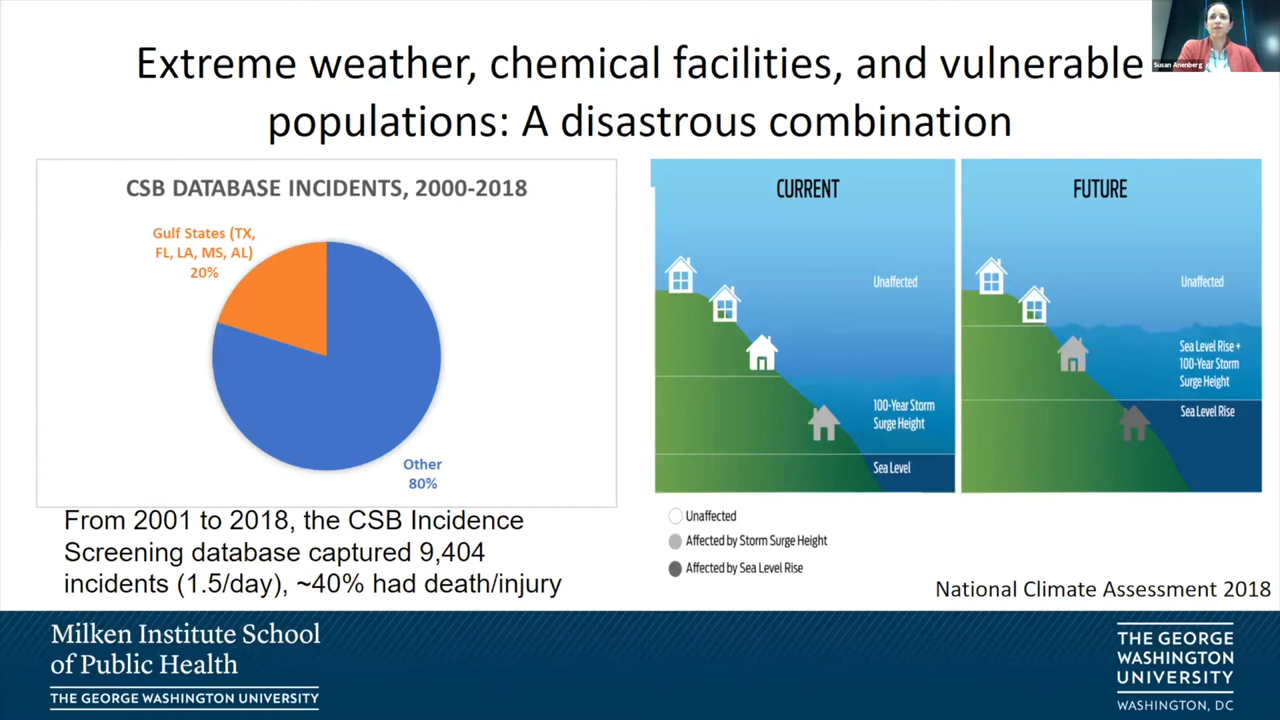 Extreme weather, chemical facilities, and vulnerable
populations: A disastrous combination
Susan Anenberg
CSB DATABASE INCIDENTS, 2000-2018
Gulf States (TX,
FL, LA, MS, AL)
20%
Other
80%
From 2001 to 2018, the CSB Incidence
Screening database captured 9,404
incidents (1.5/day), ~40% had death/injury
CURRENT
Unaffected
100-Year Storm
Surge Height
Sea Level
FUTURE
Unaffected
Sea Level Rise +
100-Year Storm
Surge Height
Sea Level Rise
Unaffected
Affected by Storm Surge Height
Affected by Sea Level Rise
National Climate Assessment 2018
Milken Institute School
of Public Health
THE GEORGE WASHINGTON UNIVERSITY
THE GEORGE
WASHINGTON
UNIVERSITY
WASHINGTON, DC